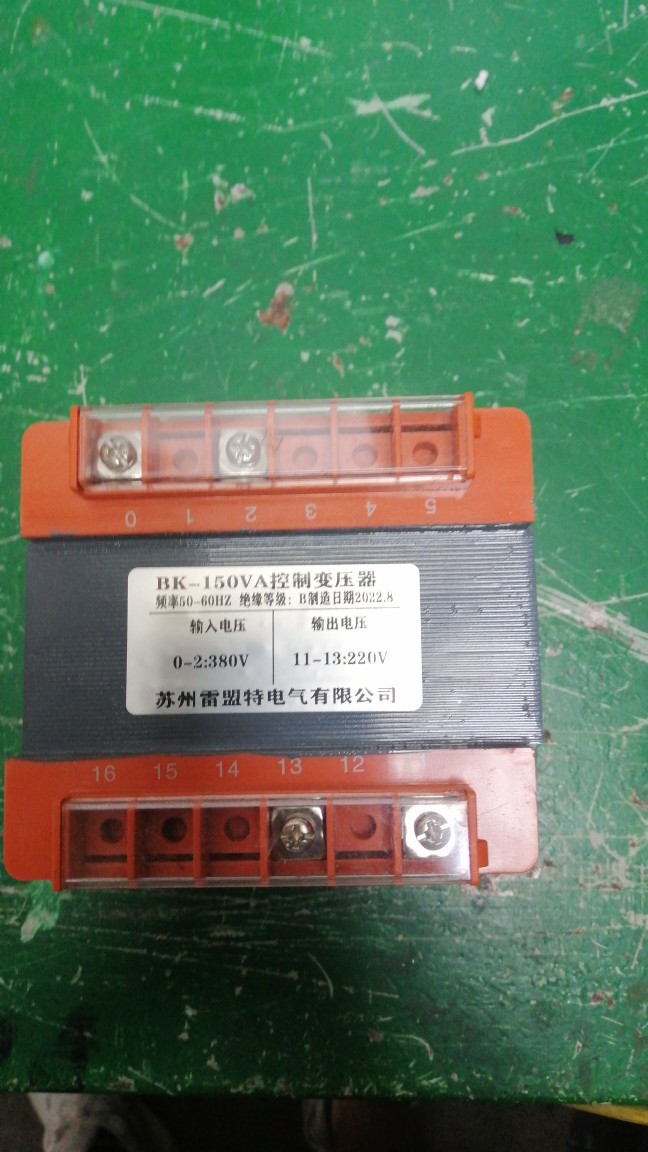 0 1 2 3 4 5
BK-150VA控制变压器
频率50-60HZ 绝缘等级：B制造日期2022.8
输入电压 输出电压
0-2:380V 11-13:220V
苏州雷盟特电气有限公司
16 15 14 13 12